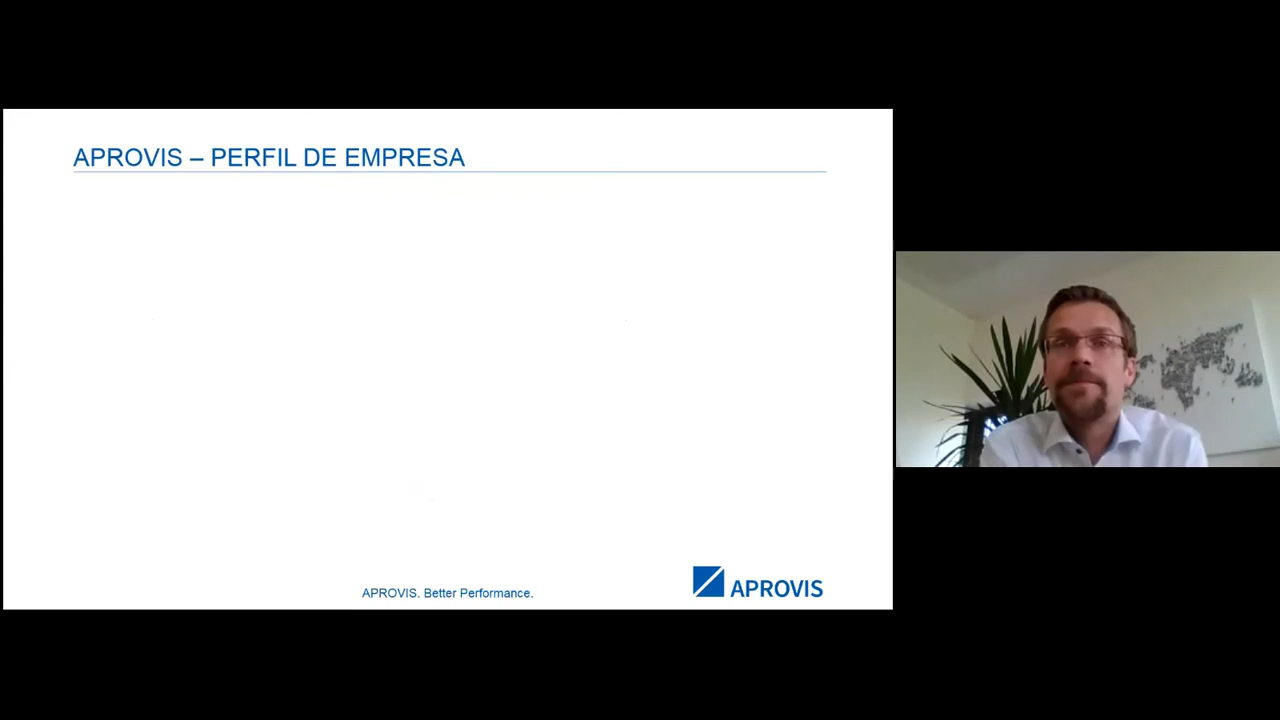 APROVIS – PERFIL DE EMPRESA
APROVIS. Better Performance.
APROVIS